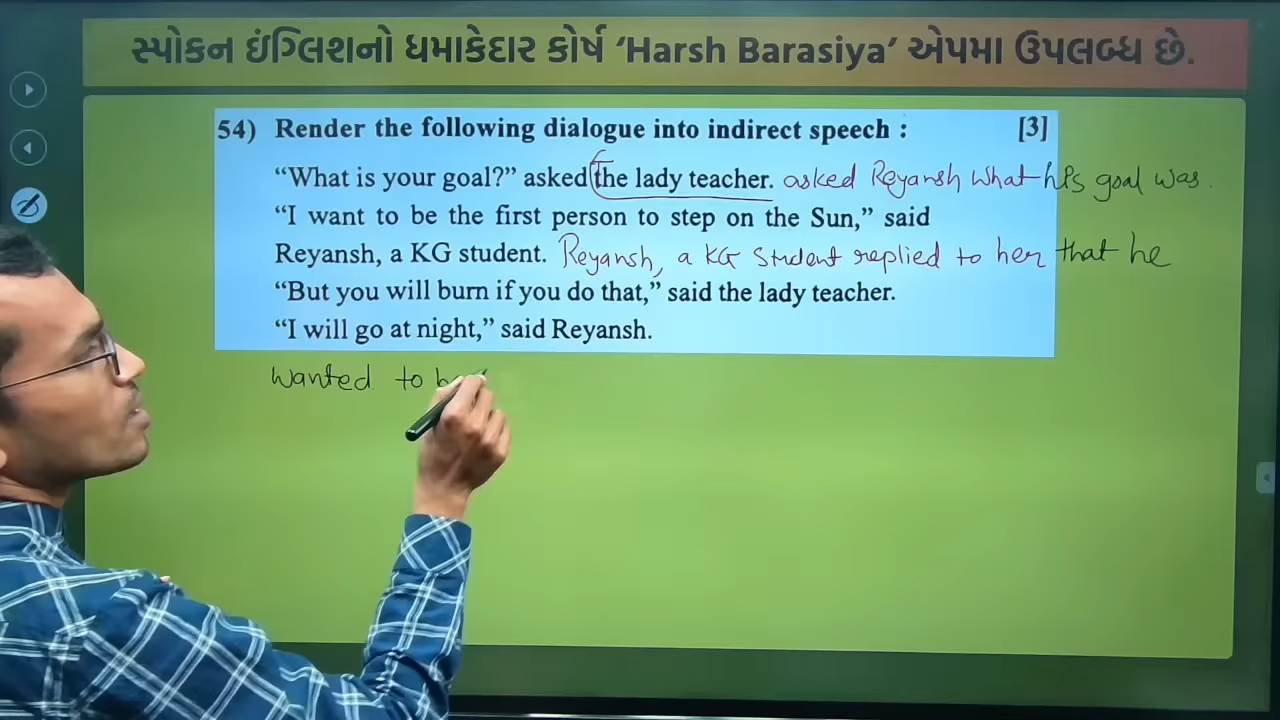 સ્પોકન ઇંગ્લિશનો ધમાકેદાર કોર્ષ ‘Harsh Barasiya’ એપમા ઉપલબ્ધ છે.
54) Render the following dialogue into indirect speech : [3]
“What is your goal?” asked the lady teacher. asked Reyansh what his goal was.
“I want to be the first person to step on the Sun,” said
Reyansh, a KG student. Reyansh, a KG Student replied to her that he
“But you will burn if you do that,” said the lady teacher.
“I will go at night,” said Reyansh.
wanted to